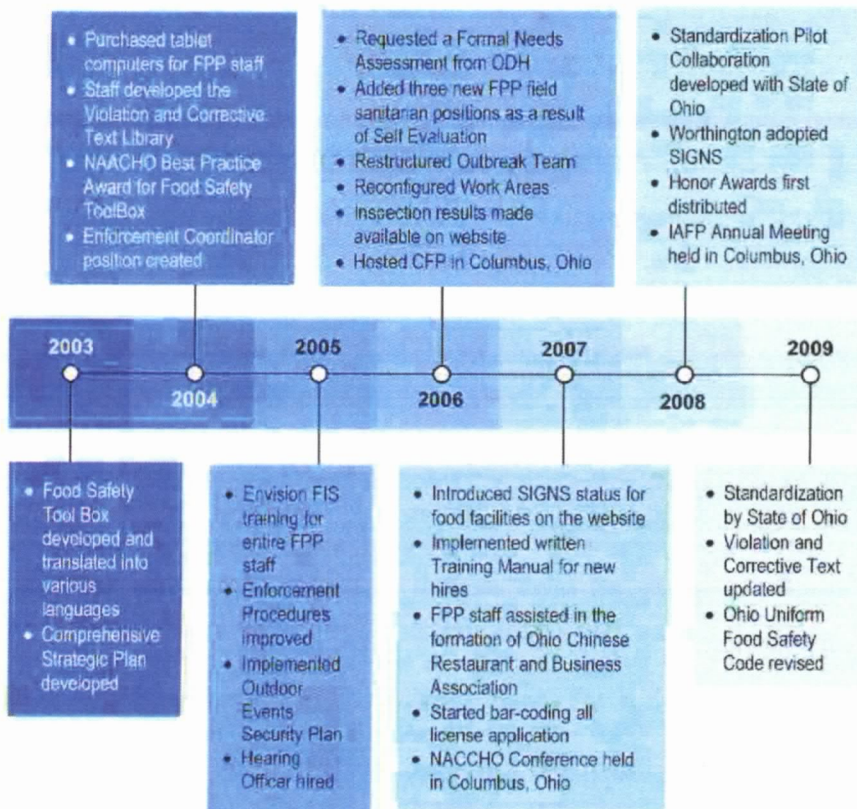 • Purchased tablet
computers for FPP staff
• Staff developed the
Violation and Corrective
Text Library
• NAACHO Best Practice
Award for Food Safety
ToolBox
• Enforcement Coordinator
position created
• Requested a Formal Needs
Assessment from ODH
• Added three new FPP field
sanitarian positions as a result
of Self Evaluation
• Restructured Outbreak Team
• Reconfigured Work Areas
• Inspection results made
available on website
• Hosted CFP in Columbus, Ohio
• Standardization Pilot
Collaboration
developed with State of
Ohio
• Worthington adopted
SIGNS
• Honor Awards first
distributed
• IAFP Annual Meeting
held in Columbus, Ohio
2003
2004
2005
2006
2007
2008
2009
• Food Safety
Tool Box
developed and
translated into
various
languages
• Comprehensive
Strategic Plan
developed
• Envision FIS
training for
entire FPP
staff
• Enforcement
Procedures
improved
• Implemented
Outdoor
Events
Security Plan
• Hearing
Officer hired
• Introduced SIGNS status for
food facilities on the website
• Implemented written
Training Manual for new
hires
• FPP staff assisted in the
formation of Ohio Chinese
Restaurant and Business
Association
• Started bar-coding all
license application
• NACCHO Conference held
in Columbus, Ohio
• Standardization
by State of Ohio
• Violation and
Corrective Text
updated
• Ohio Uniform
Food Safety
Code revised